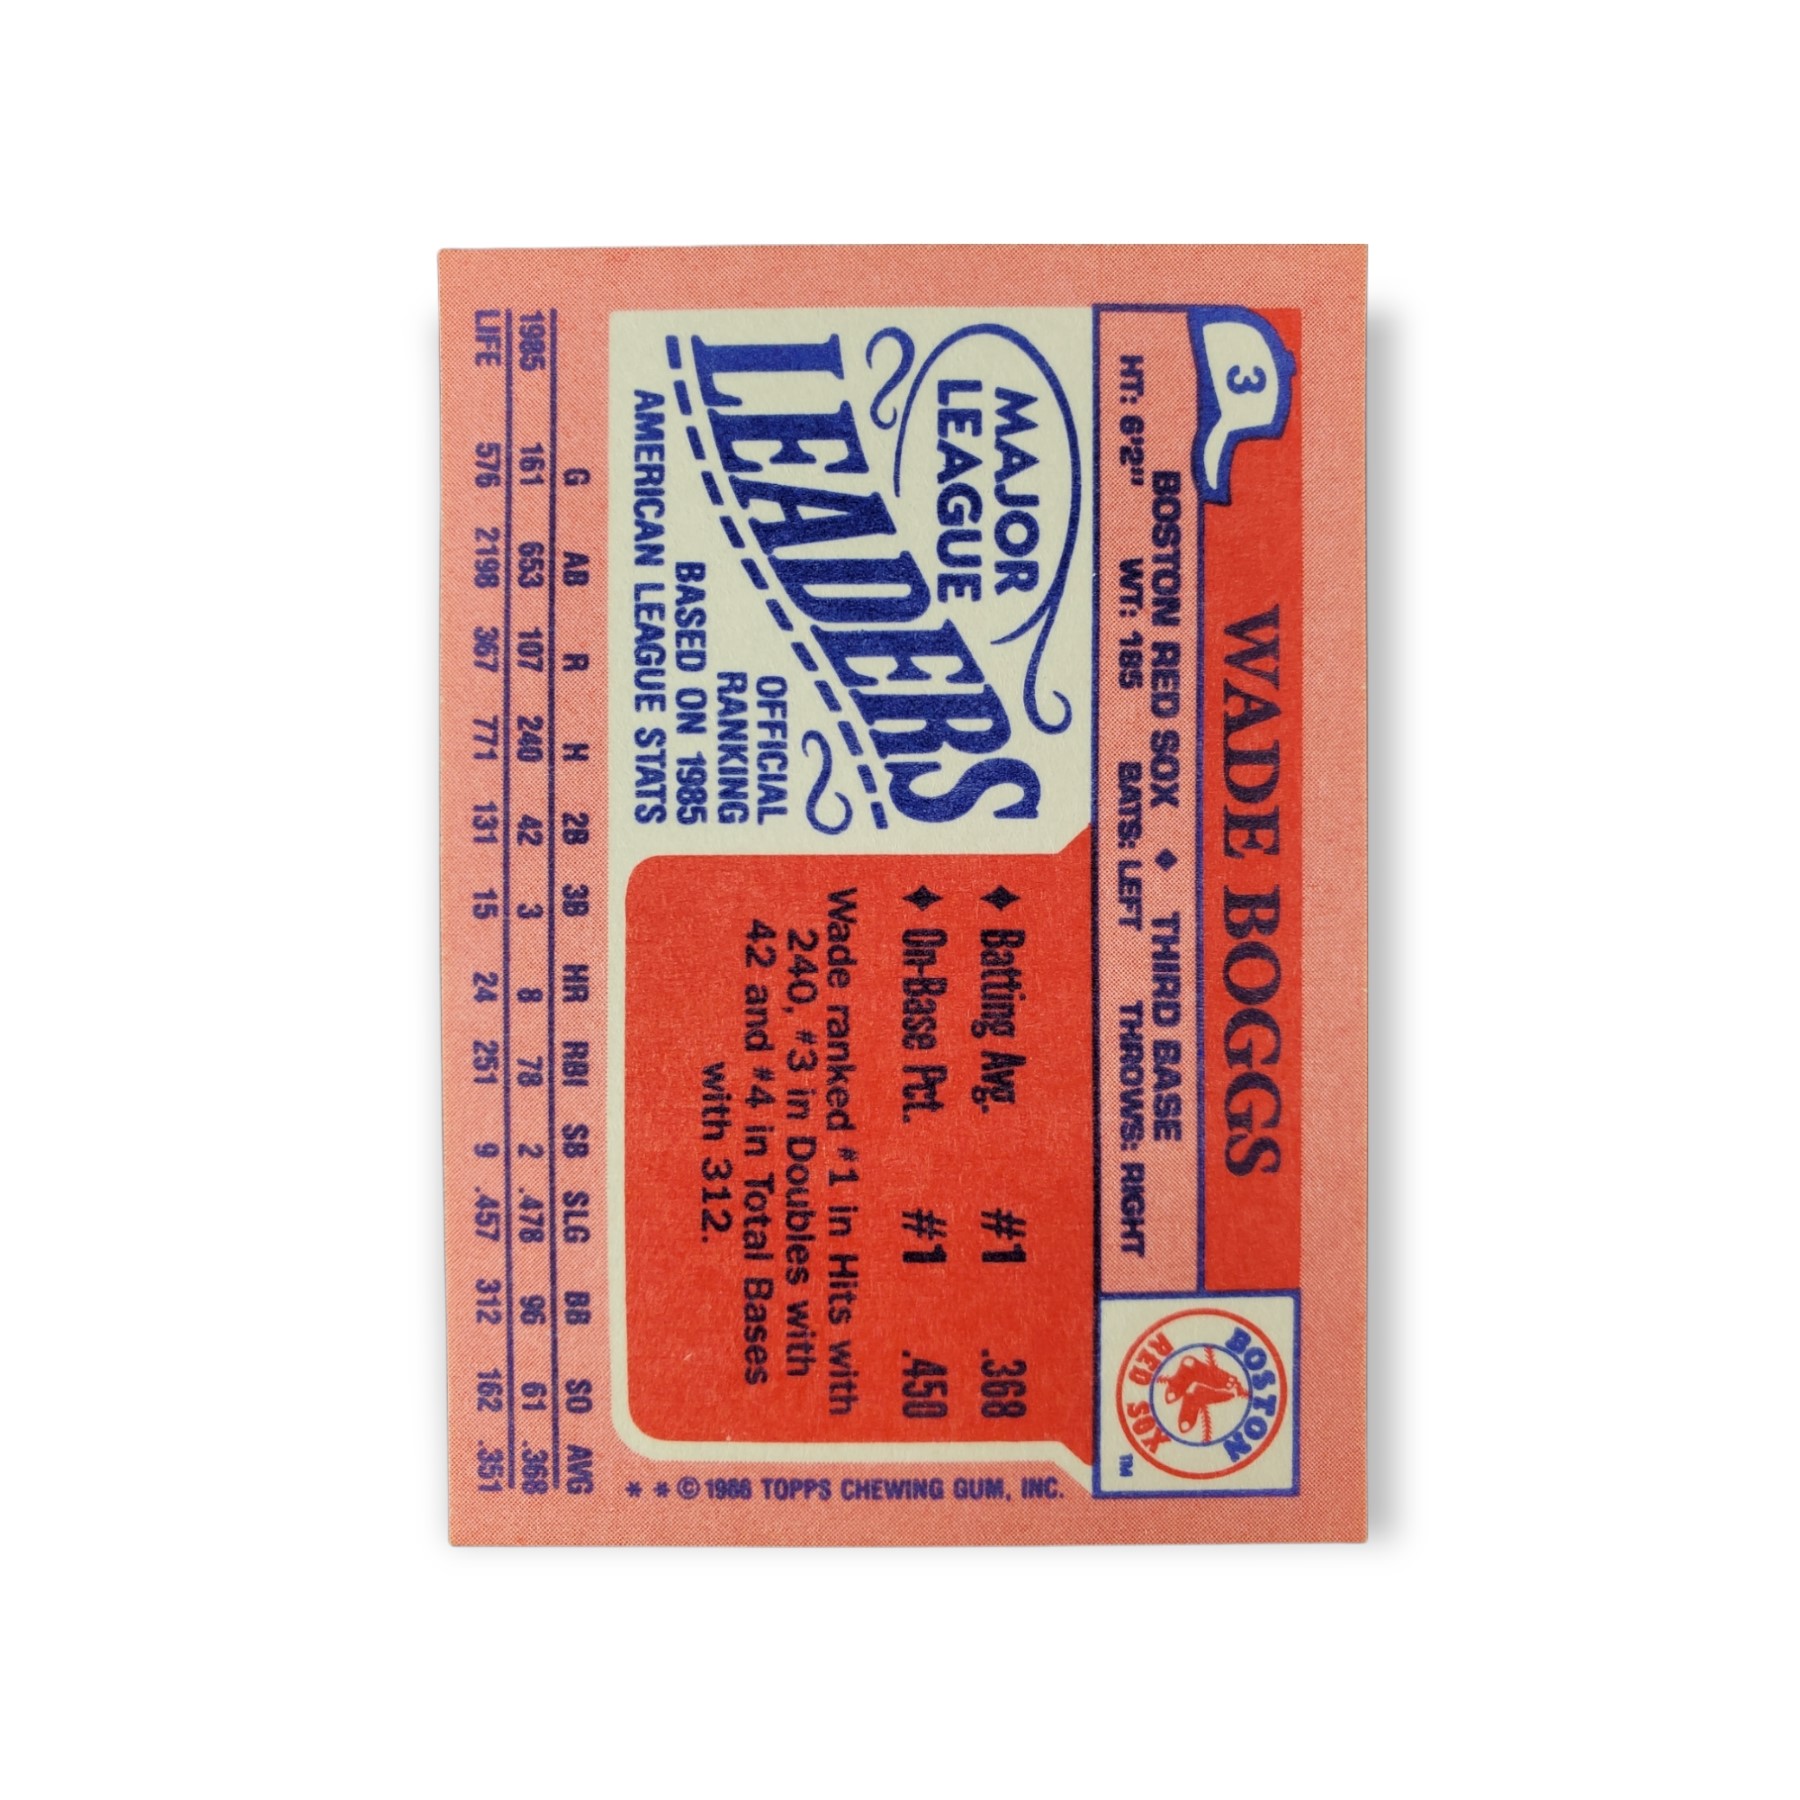 3
WADE BOGGS
BOSTON RED SOX ◆ THIRD BASE
HT: 6'2" WT: 185 BATS: LEFT THROWS: RIGHT
BOSTON
RED SOX
TM
MAJOR
LEAGUE
LEADERS
OFFICIAL
RANKING
BASED ON 1985
AMERICAN LEAGUE STATS
◆ Batting Avg. #1 .368
◆ On-Base Pct. #1 .450
Wade ranked #1 in Hits with
240, #3 in Doubles with
42 and #4 in Total Bases
with 312.
* * © 1986 TOPPS CHEWING GUM, INC.
G AB R H 2B 3B HR RBI SB SLG BB SO AVG
1985 161 653 107 240 42 3 8 78 2 .478 96 61 .368
LIFE 576 2198 367 771 131 15 24 251 9 .457 312 162 .351